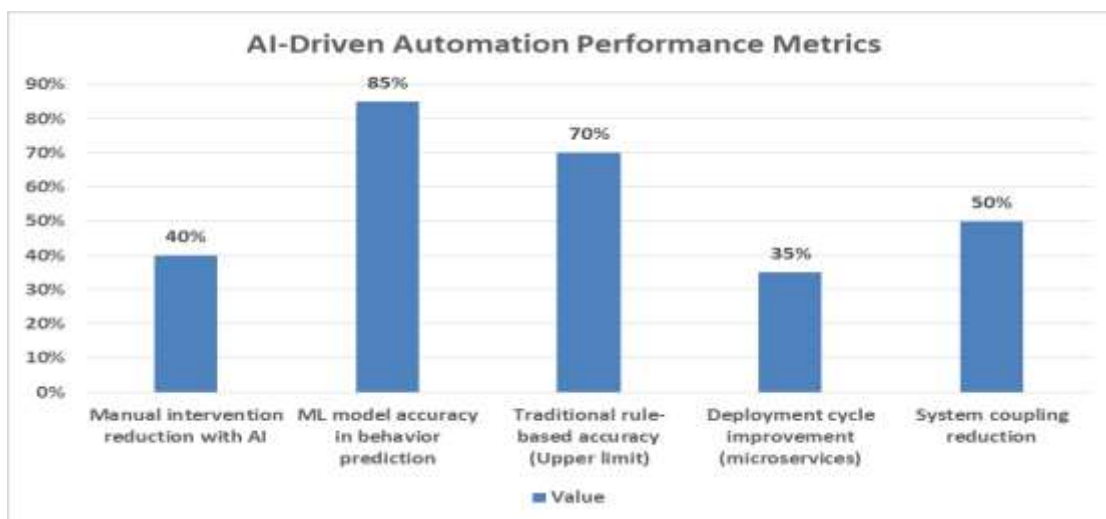 AI-Driven Automation Performance Metrics
90%
80%
70%
60%
50%
40%
30%
20%
10%
0%
40%
85%
70%
35%
50%
Manual intervention
reduction with AI
ML model accuracy
in behavior
prediction
Traditional rule-
based accuracy
(Upper limit)
Deployment cycle
improvement
(microservices)
System coupling
reduction
Value